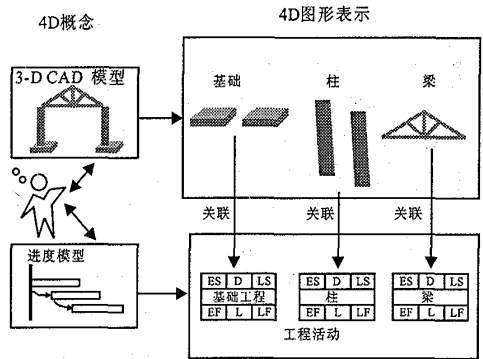 4D概念
4D图形表示
3-D CAD 模型
基础
柱
梁
关联
关联
关联
进度模型
ES D LS
基础工程
EF L LF
ES D LS
柱
EF L LF
ES D LS
梁
EF L LF
工程活动